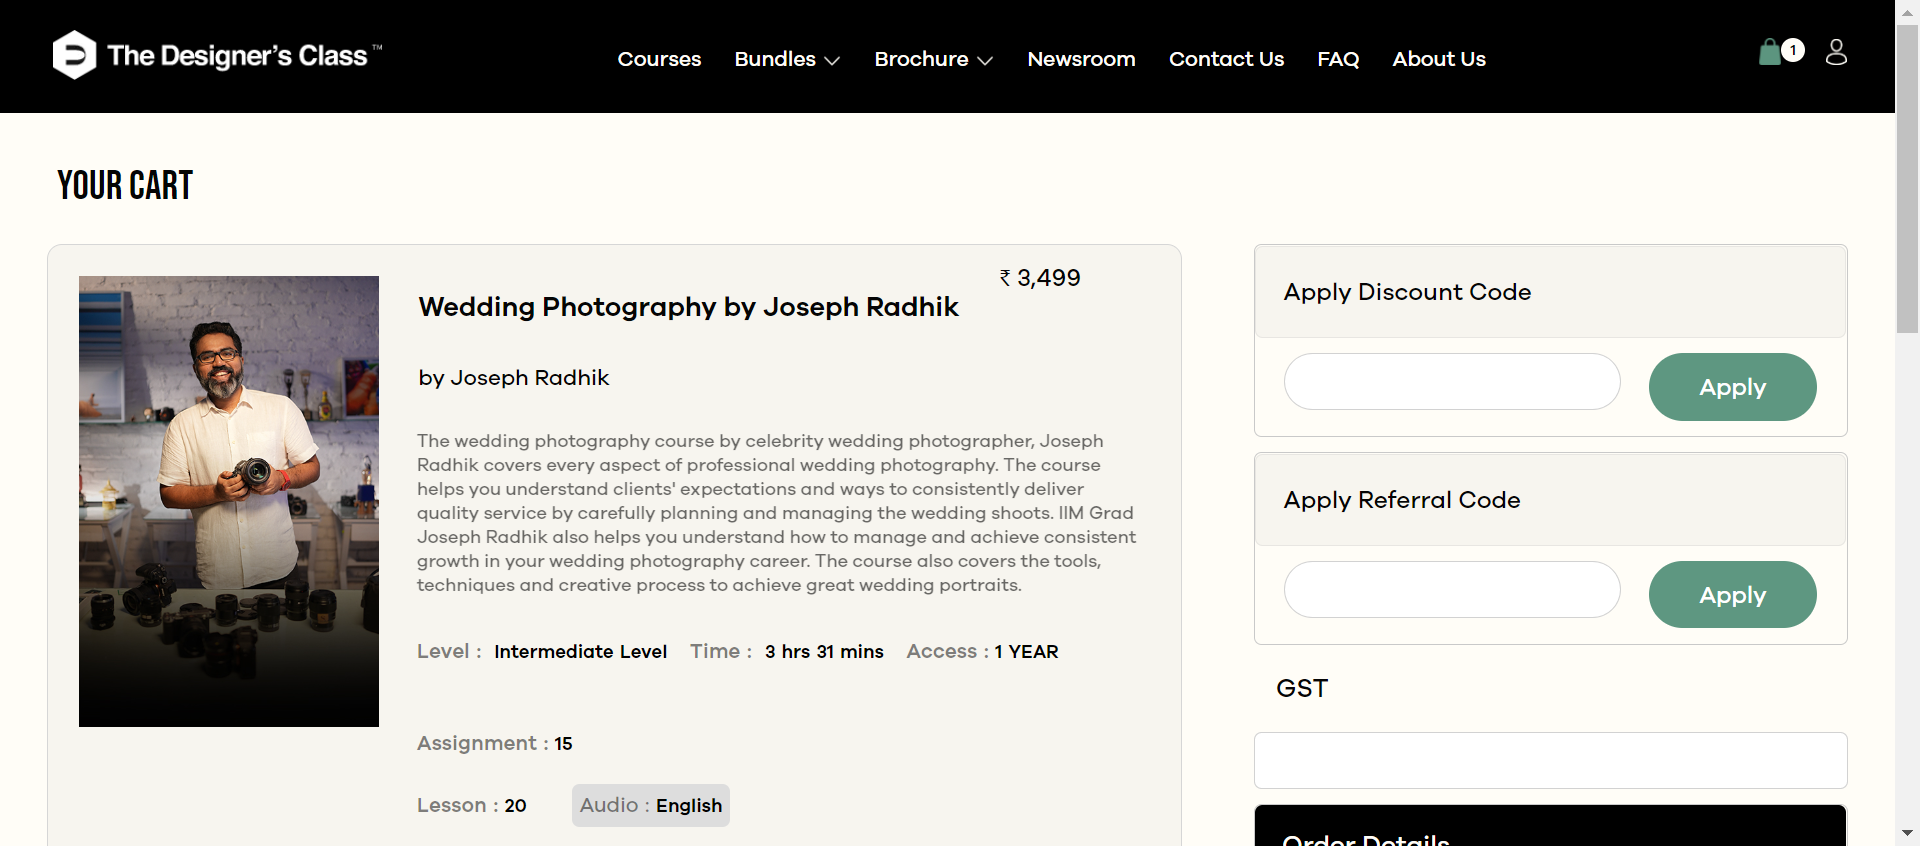 The Designer's Class™
Courses
Bundles
Brochure
Newsroom
Contact Us
FAQ
About Us
1
YOUR CART
₹ 3,499
Wedding Photography by Joseph Radhik
by Joseph Radhik
The wedding photography course by celebrity wedding photographer, Joseph
Radhik covers every aspect of professional wedding photography. The course
helps you understand clients' expectations and ways to consistently deliver
quality service by carefully planning and managing the wedding shoots. IIM Grad
Joseph Radhik also helps you understand how to manage and achieve consistent
growth in your wedding photography career. The course also covers the tools,
techniques and creative process to achieve great wedding portraits.
Level : Intermediate Level Time : 3 hrs 31 mins Access : 1 YEAR
Assignment : 15
Lesson : 20 Audio : English
Apply Discount Code
Apply
Apply Referral Code
Apply
GST
Order Details